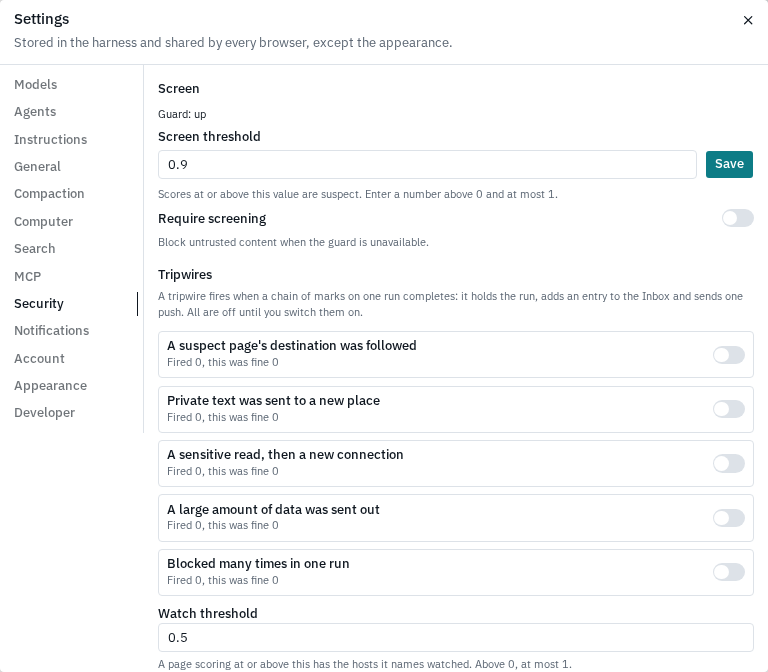 Settings
Stored in the harness and shared by every browser, except the appearance.
Models
Agents
Instructions
General
Compaction
Computer
Search
MCP
Security
Notifications
Account
Appearance
Developer
Screen
Guard: up
Screen threshold
0.9
Save
Scores at or above this value are suspect. Enter a number above 0 and at most 1.
Require screening
Block untrusted content when the guard is unavailable.
Tripwires
A tripwire fires when a chain of marks on one run completes: it holds the run, adds an entry to the Inbox and sends one
push. All are off until you switch them on.
A suspect page's destination was followed
Fired 0, this was fine 0
Private text was sent to a new place
Fired 0, this was fine 0
A sensitive read, then a new connection
Fired 0, this was fine 0
A large amount of data was sent out
Fired 0, this was fine 0
Blocked many times in one run
Fired 0, this was fine 0
Watch threshold
0.5
A page scoring at or above this has the hosts it names watched. Above 0, at most 1.